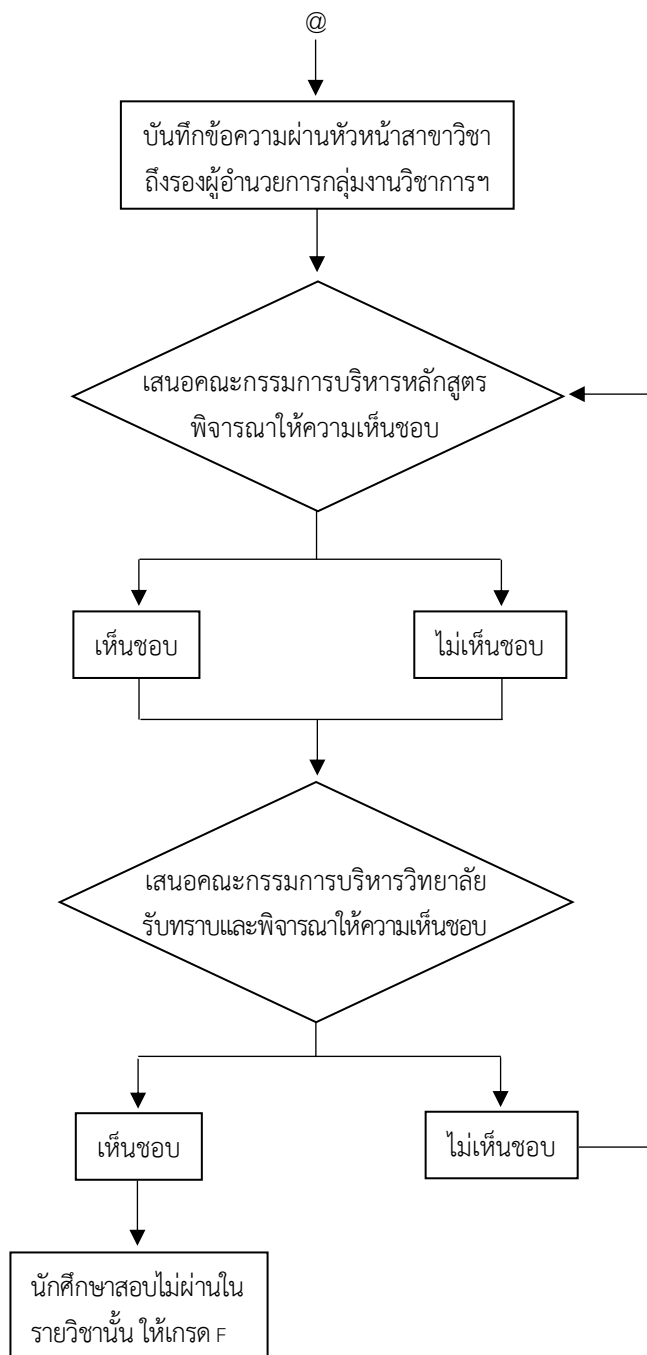 @
บันทึกข้อความผ่านหัวหน้าสาขาวิชา
ถึงรองผู้อำนวยการกลุ่มงานวิชาการฯ
เสนอคณะกรรมการบริหารหลักสูตร
พิจารณาให้ความเห็นชอบ
เห็นชอบ
ไม่เห็นชอบ
เสนอคณะกรรมการบริหารวิทยาลัย
รับทราบและพิจารณาให้ความเห็นชอบ
เห็นชอบ
ไม่เห็นชอบ
นักศึกษาสอบไม่ผ่านใน
รายวิชานั้น ให้เกรด F